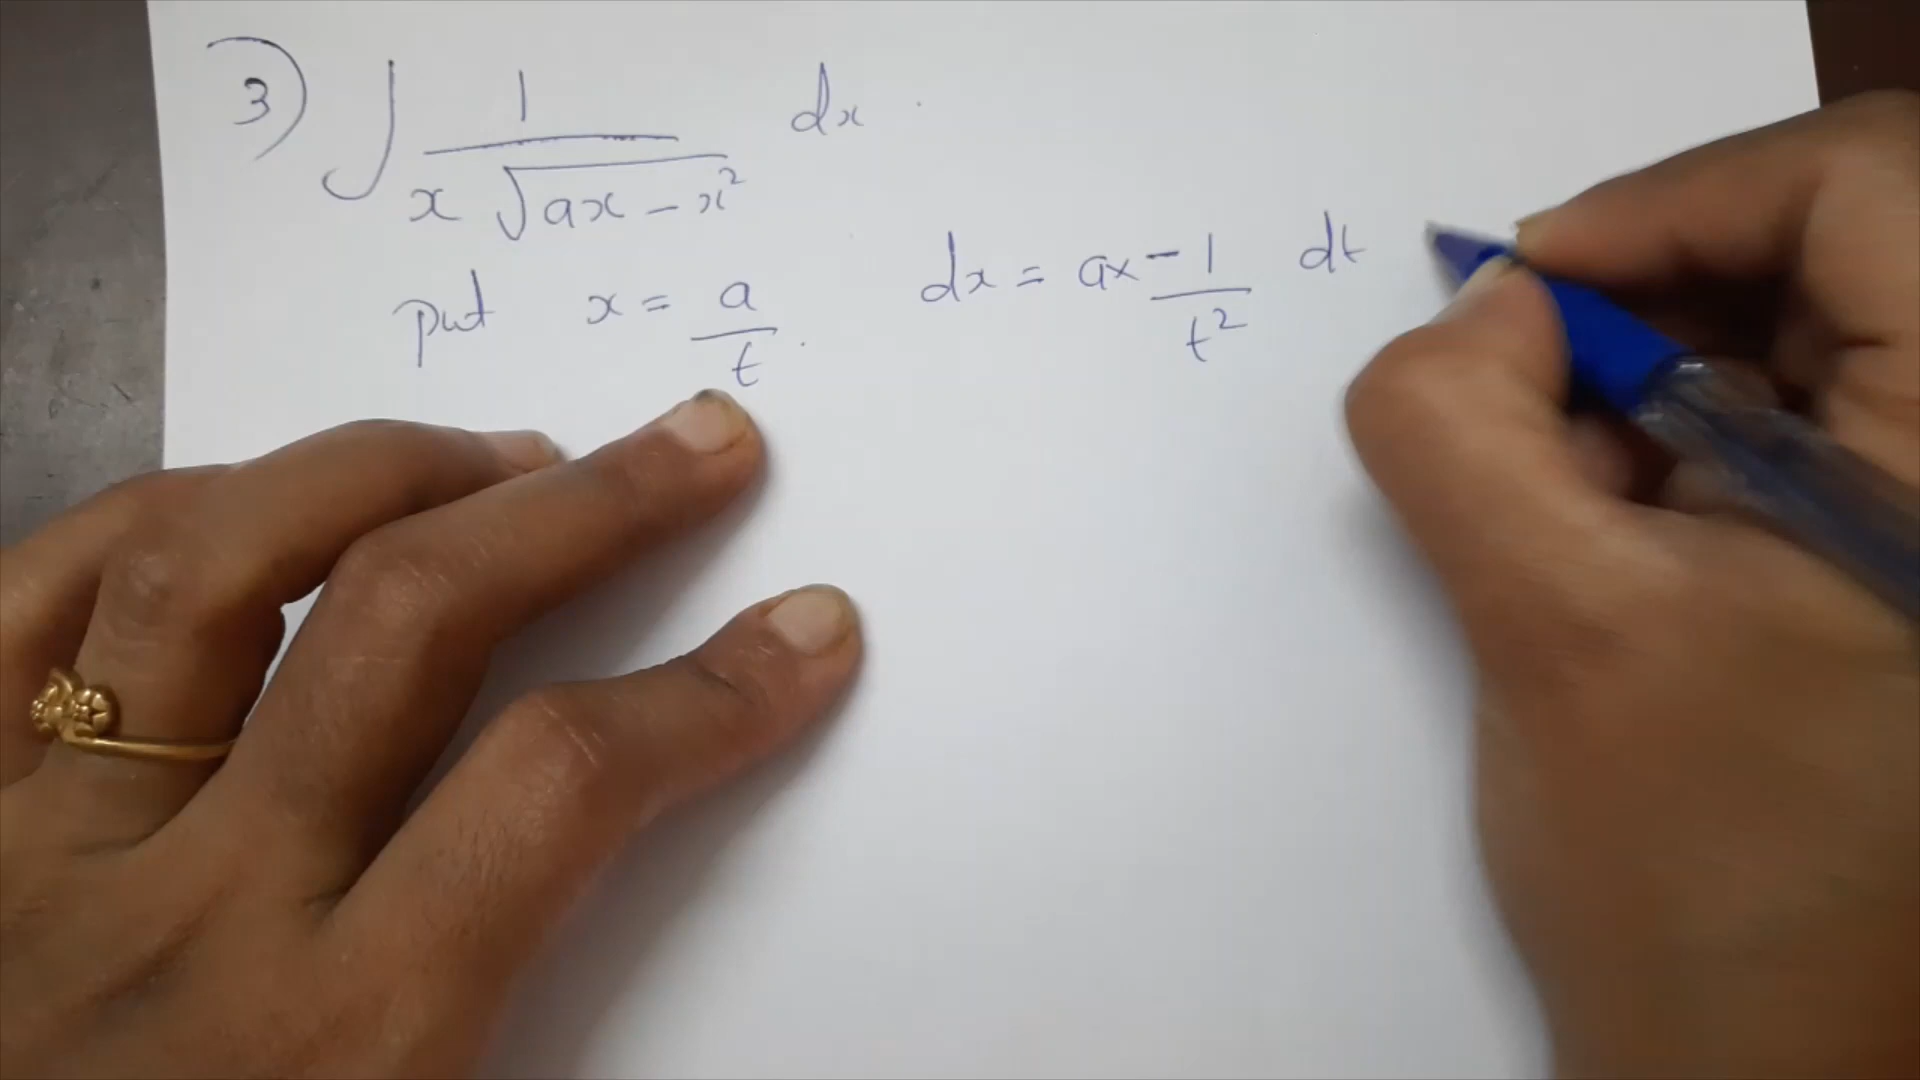 3) ∫ 1 / x √(ax - x²) dx .
put x = a/t . dx = a× -1/t² dt